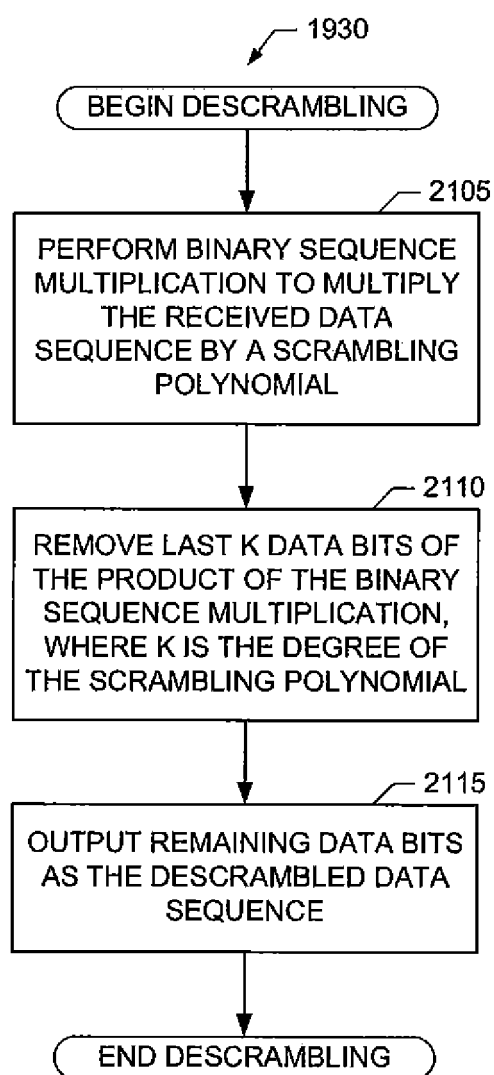 1930
BEGIN DESCRAMBLING
2105
PERFORM BINARY SEQUENCE
MULTIPLICATION TO MULTIPLY
THE RECEIVED DATA
SEQUENCE BY A SCRAMBLING
POLYNOMIAL
2110
REMOVE LAST K DATA BITS OF
THE PRODUCT OF THE BINARY
SEQUENCE MULTIPLICATION,
WHERE K IS THE DEGREE OF
THE SCRAMBLING POLYNOMIAL
2115
OUTPUT REMAINING DATA BITS
AS THE DESCRAMBLED DATA
SEQUENCE
END DESCRAMBLING